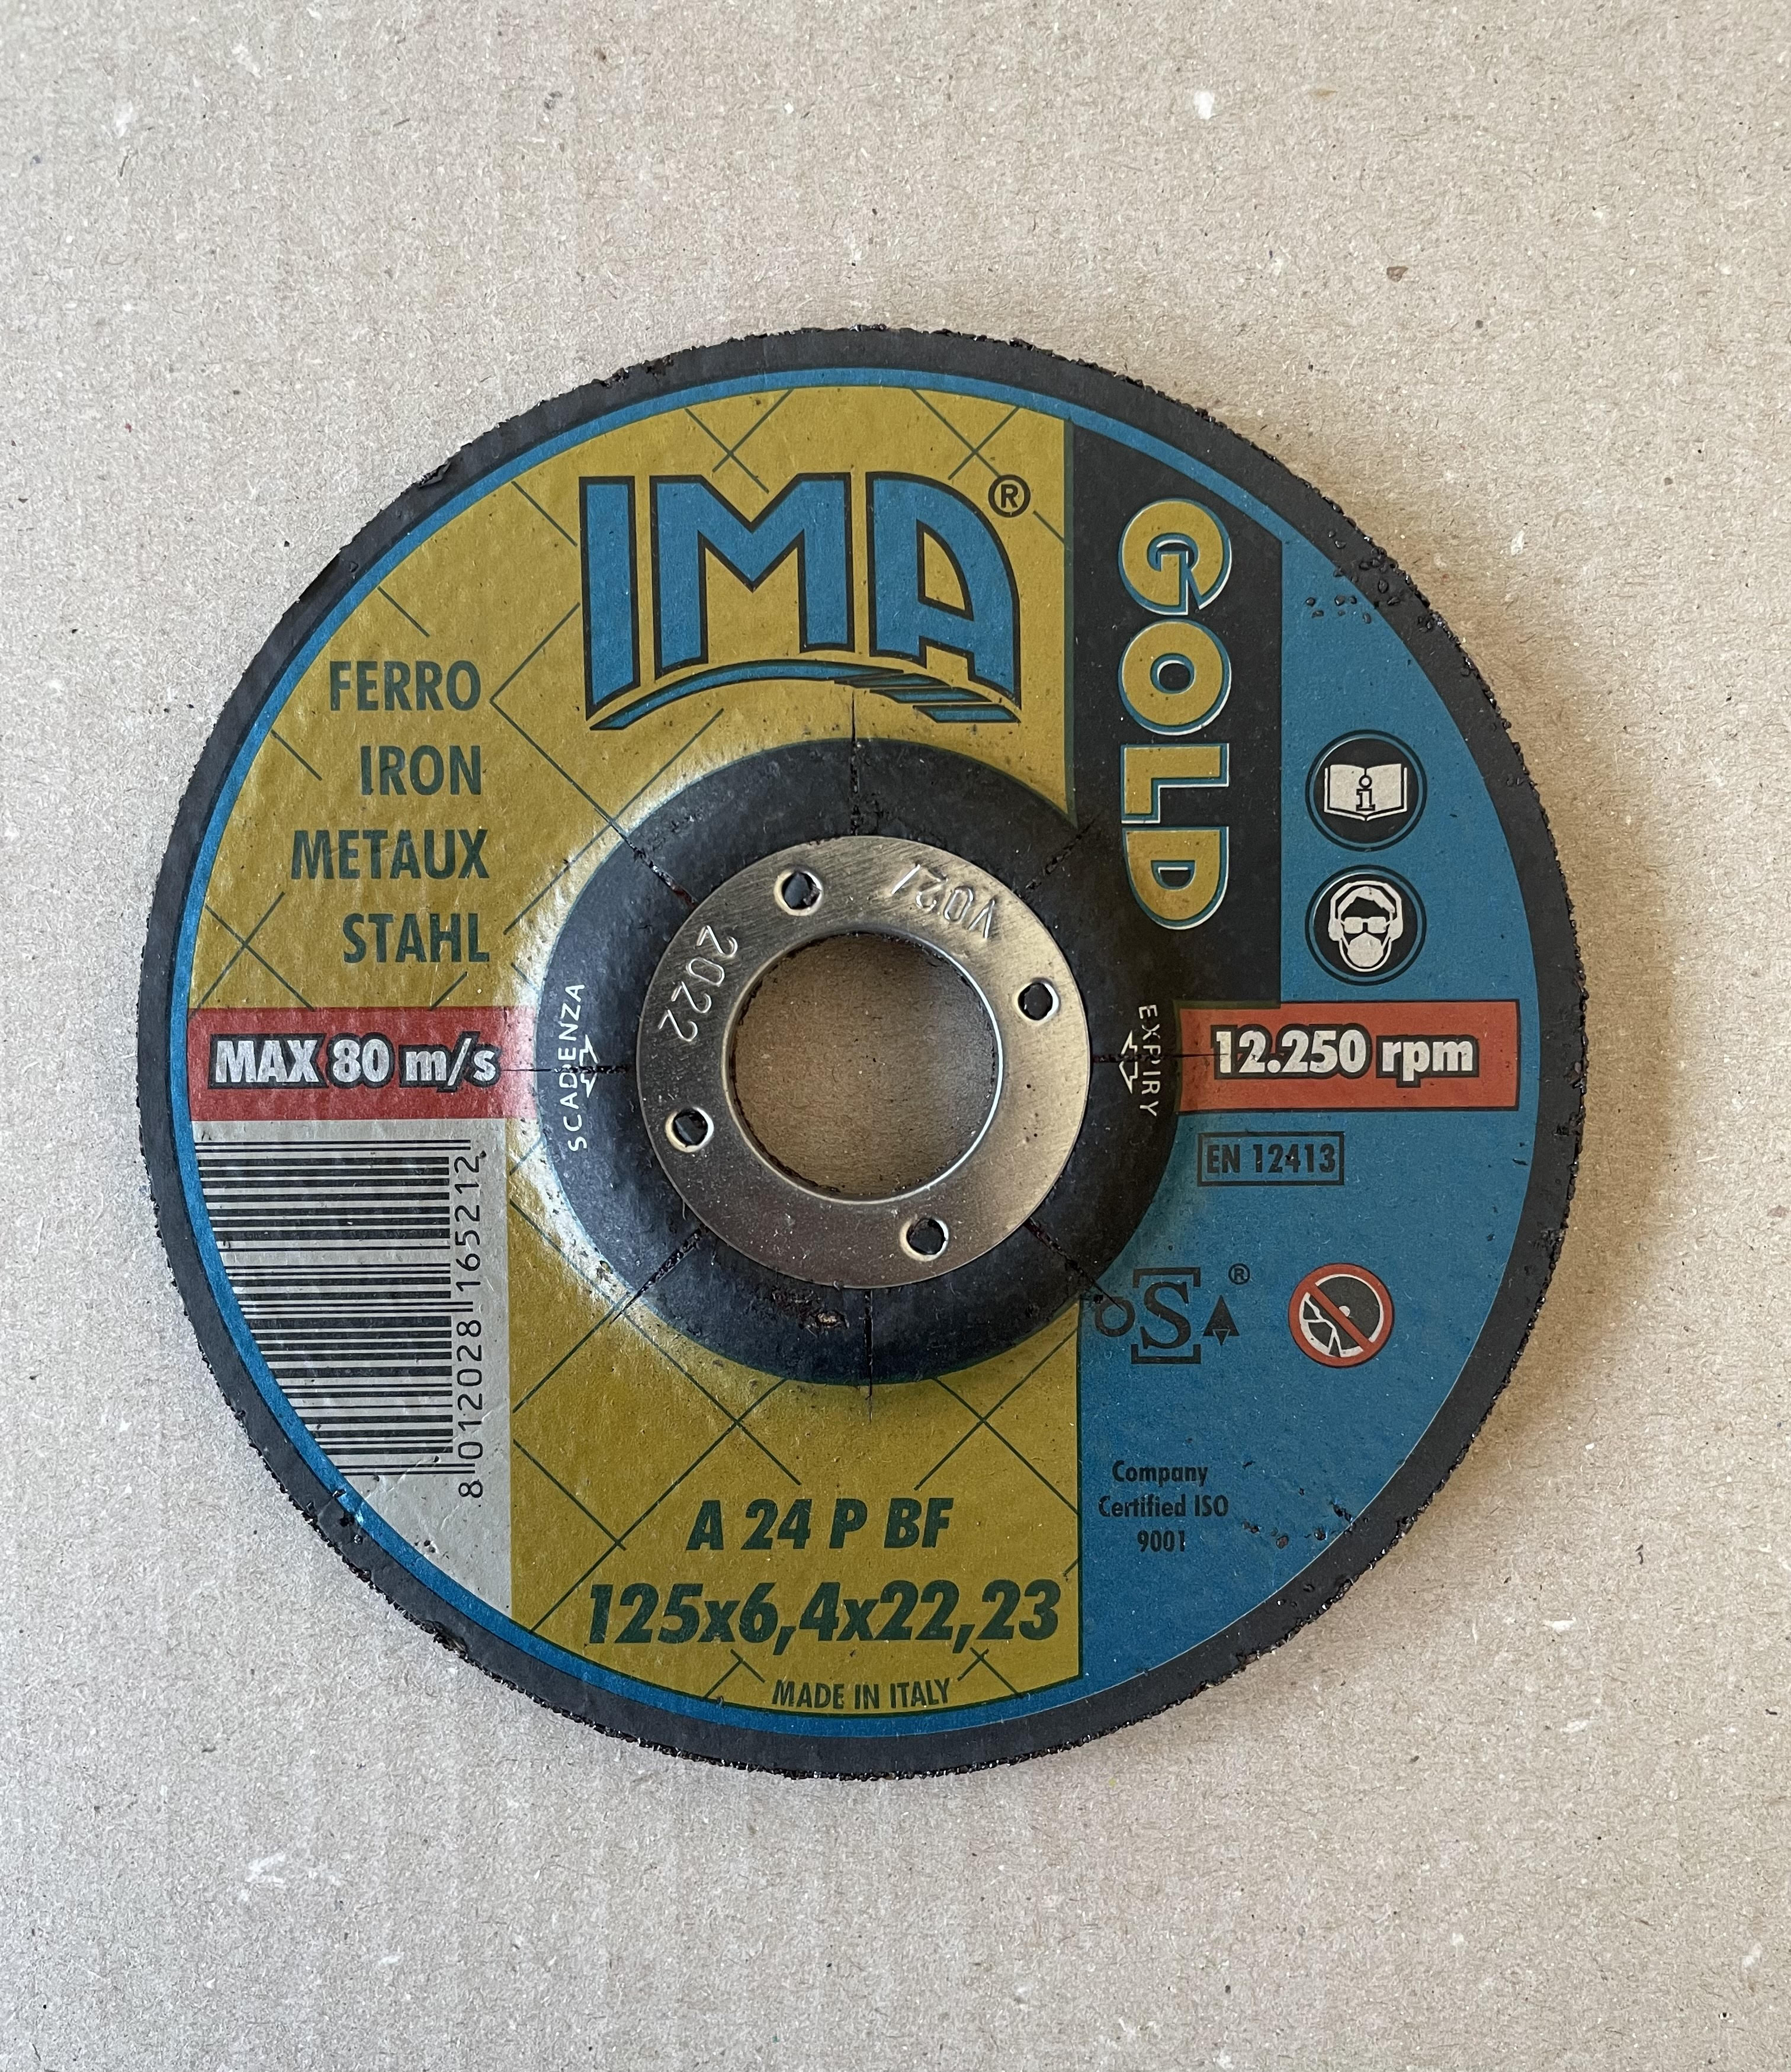 IMA®
GOLD
FERRO
IRON
METAUX
STAHL
V021
2022
SCADENZA
EXPIRY
MAX 80 m/s
12.250 rpm
EN 12413
8 012028 165212
oSa ®
Company
Certified ISO
9001
A 24 P BF
125x6,4x22,23
MADE IN ITALY